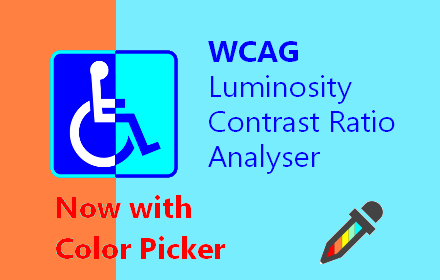 WCAG
Luminosity
Contrast Ratio
Analyser
Now with
Color Picker